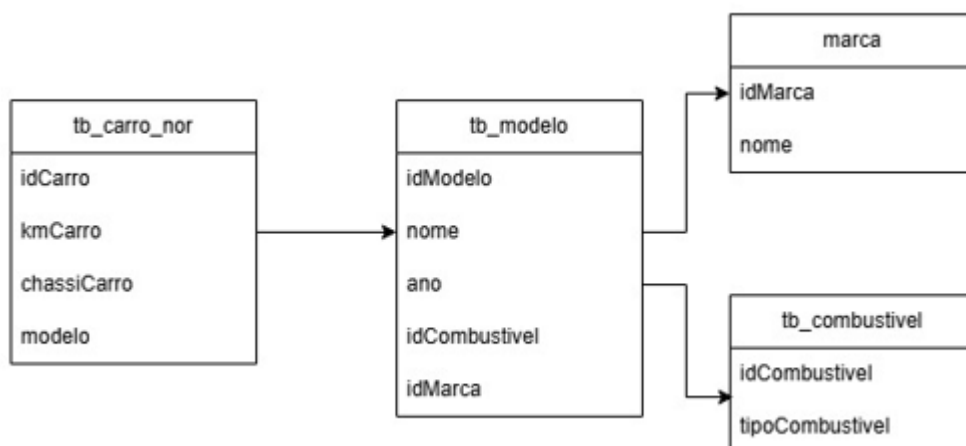 tb_carro_nor
idCarro
kmCarro
chassiCarro
modelo
tb_modelo
idModelo
nome
ano
idCombustivel
idMarca
marca
idMarca
nome
tb_combustivel
idCombustivel
tipoCombustivel